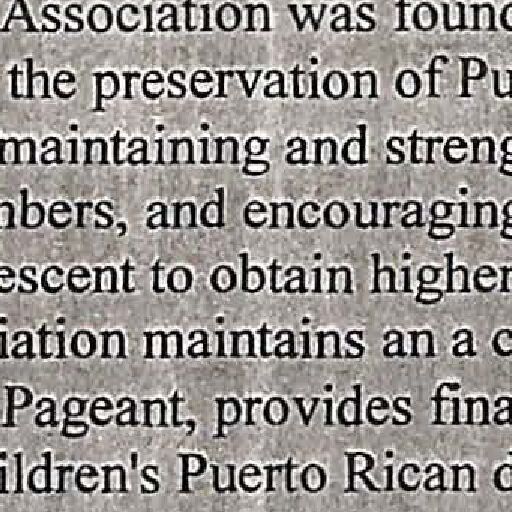 Association was found
the preservation of Pu
maintaining and streng
nbers, and encouraging
escent to obtain higher
iation maintains an a c
Pageant, provides fina
ildren's Puerto Rican d